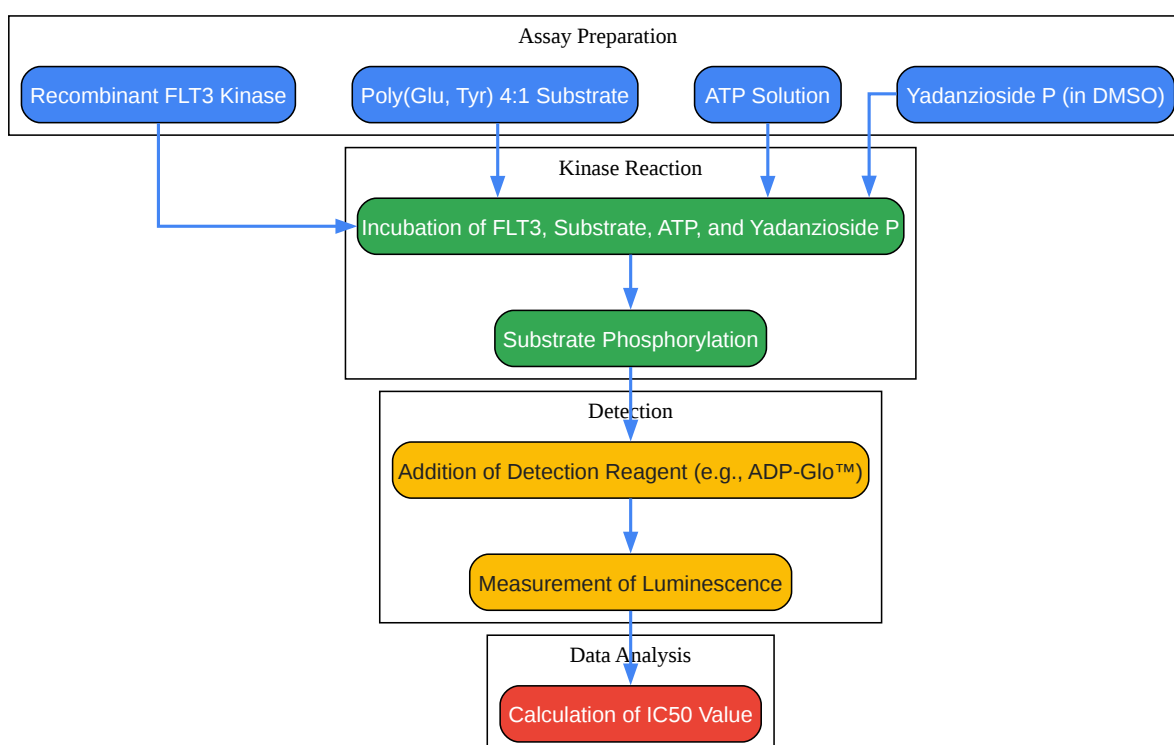 Assay Preparation
Recombinant FLT3 Kinase
Poly(Glu, Tyr) 4:1 Substrate
ATP Solution
Yadanzioside P (in DMSO)
Kinase Reaction
Incubation of FLT3, Substrate, ATP, and Yadanzioside P
Substrate Phosphorylation
Detection
Addition of Detection Reagent (e.g., ADP-Glo™)
Measurement of Luminescence
Data Analysis
Calculation of IC50 Value